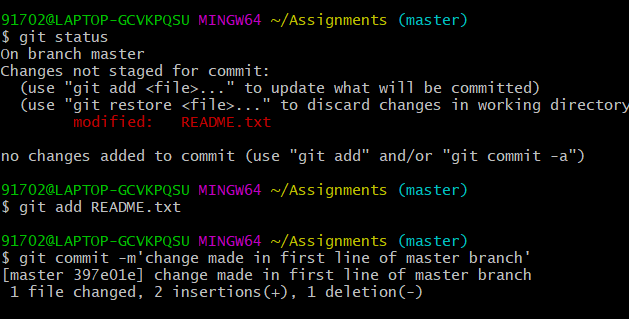 91702@LAPTOP-GCVKPQSU MINGW64 ~/Assignments (master)
$ git status
On branch master
Changes not staged for commit:
  (use "git add <file>..." to update what will be committed)
  (use "git restore <file>..." to discard changes in working directory
        modified:   README.txt

no changes added to commit (use "git add" and/or "git commit -a")

91702@LAPTOP-GCVKPQSU MINGW64 ~/Assignments (master)
$ git add README.txt

91702@LAPTOP-GCVKPQSU MINGW64 ~/Assignments (master)
$ git commit -m'change made in first line of master branch'
[master 397e01e] change made in first line of master branch
 1 file changed, 2 insertions(+), 1 deletion(-)